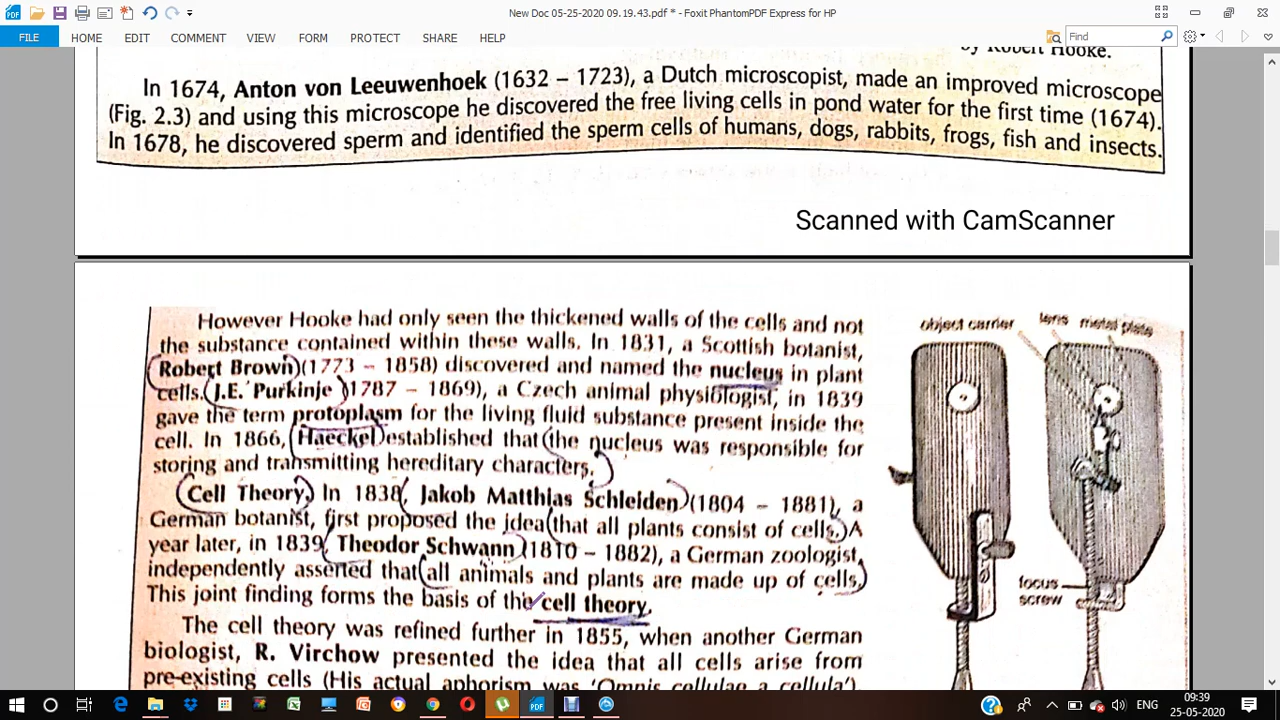 New Doc 05-25-2020 09.19.43.pdf * - Foxit PhantomPDF Express for HP
FILE HOME EDIT COMMENT VIEW FORM PROTECT SHARE HELP
Find
by Robert Hooke.
In 1674, Anton von Leeuwenhoek (1632 – 1723), a Dutch microscopist, made an improved microscope
(Fig. 2.3) and using this microscope he discovered the free living cells in pond water for the first time (1674).
In 1678, he discovered sperm and identified the sperm cells of humans, dogs, rabbits, frogs, fish and insects.
Scanned with CamScanner
However Hooke had only seen the thickened walls of the cells and not
the substance contained within these walls. In 1831, a Scottish botanist,
Robert Brown (1773 – 1858) discovered and named the nucleus in plant
cells. J.E. Purkinje (1787 – 1869), a Czech animal physiologist, in 1839
gave the term protoplasm for the living fluid substance present inside the
cell. In 1866, Haeckel established that the nucleus was responsible for
storing and transmitting hereditary characters.
Cell Theory. In 1838, Jakob Matthias Schleiden (1804 – 1881), a
German botanist, first proposed the idea that all plants consist of cells. A
year later, in 1839 Theodor Schwann (1810 – 1882), a German zoologist,
independently asserted that all animals and plants are made up of cells.
This joint finding forms the basis of the cell theory.
The cell theory was refined further in 1855, when another German
biologist, R. Virchow presented the idea that all cells arise from
pre-existing cells (His actual aphorism was 'Omnis cellulae a cellula').
object carrier lens metal plate
focus
screw
ENG
09:39
25-05-2020